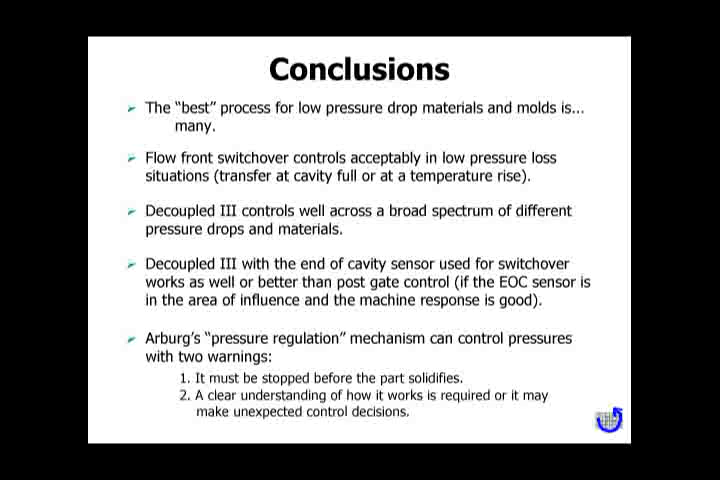 Conclusions
The “best” process for low pressure drop materials and molds is...
many.
Flow front switchover controls acceptably in low pressure loss
situations (transfer at cavity full or at a temperature rise).
Decoupled III controls well across a broad spectrum of different
pressure drops and materials.
Decoupled III with the end of cavity sensor used for switchover
works as well or better than post gate control (if the EOC sensor is
in the area of influence and the machine response is good).
Arburg’s “pressure regulation” mechanism can control pressures
with two warnings:
1. It must be stopped before the part solidifies.
2. A clear understanding of how it works is required or it may
make unexpected control decisions.